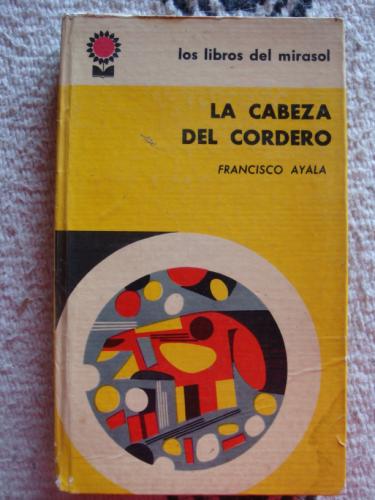 los libros del mirasol
LA CABEZA
DEL CORDERO
FRANCISCO AYALA